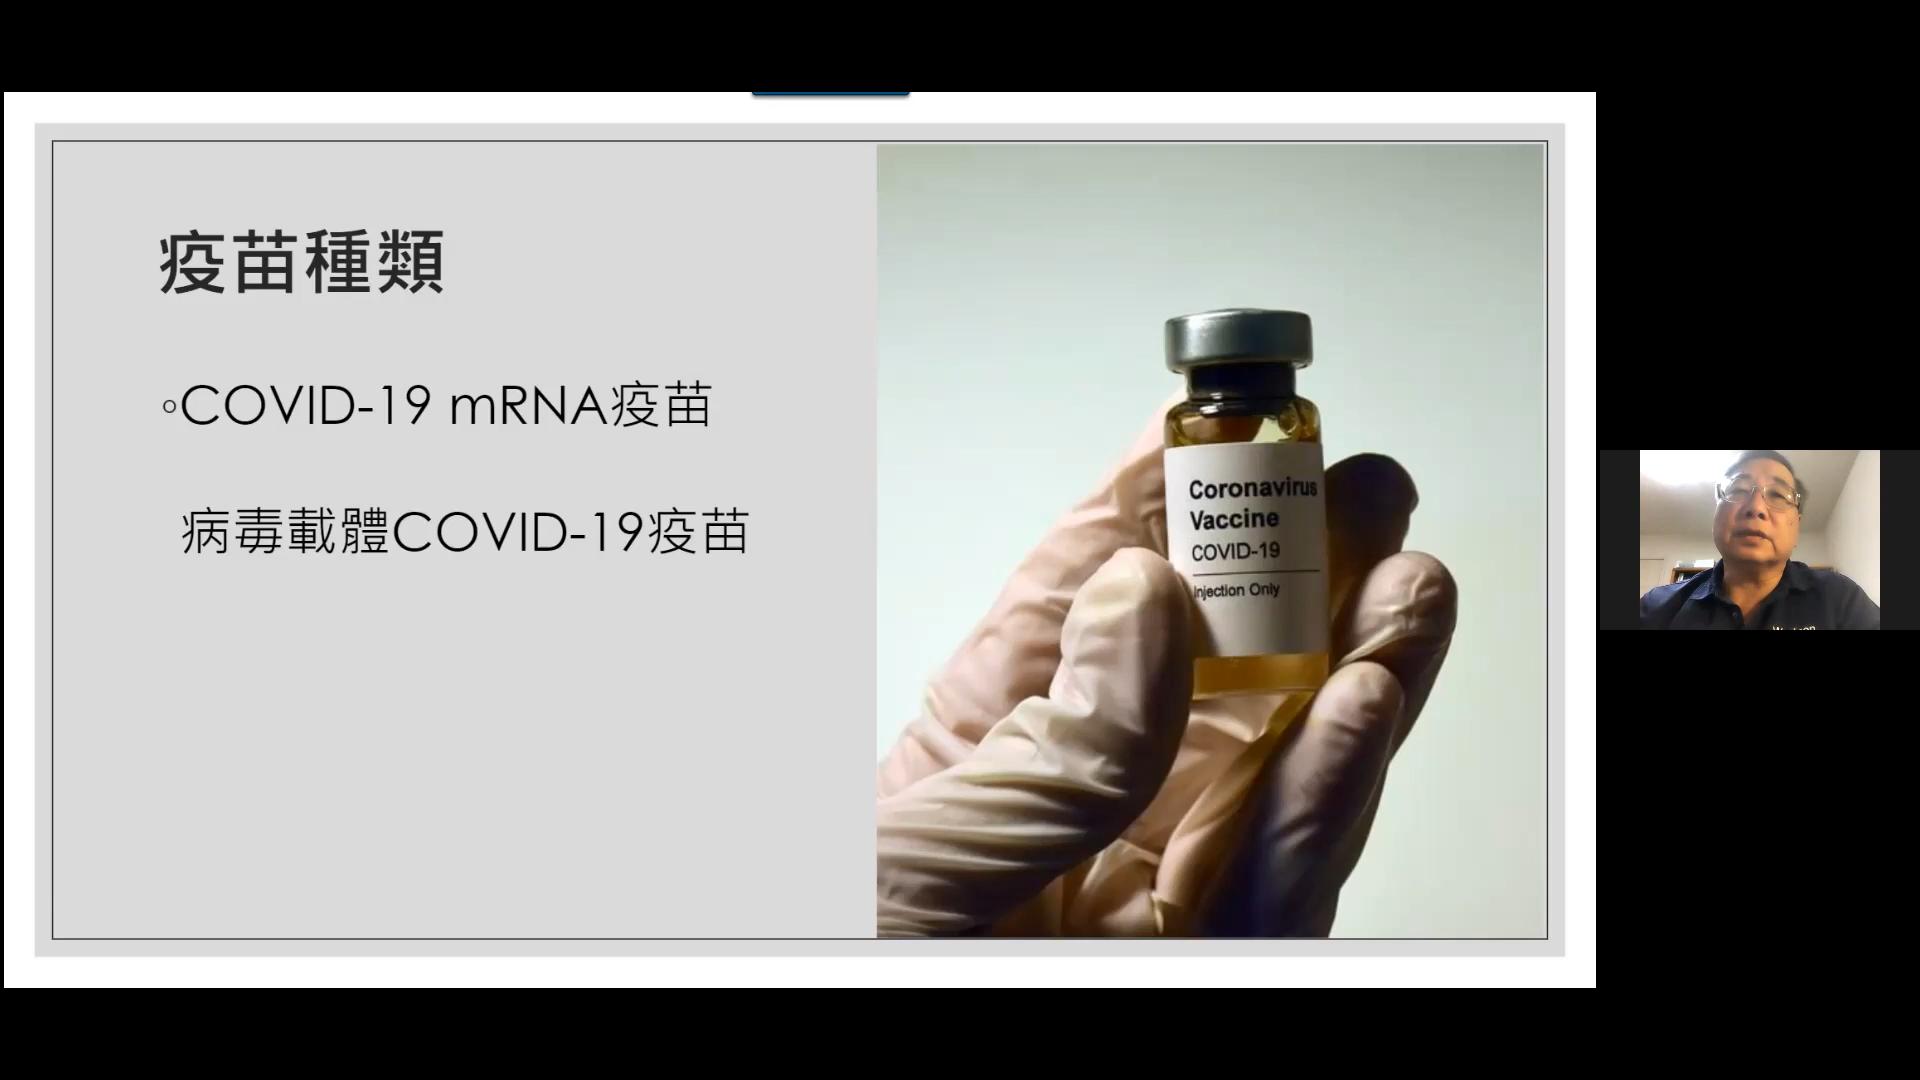 疫苗種類
◦COVID-19 mRNA疫苗
病毒載體COVID-19疫苗
Coronavirus
Vaccine
COVID-19
Injection Only